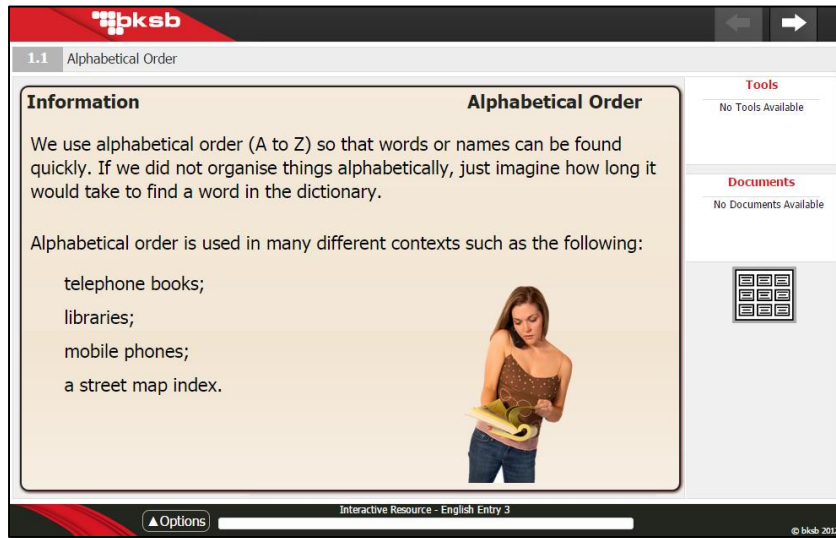 bksb
1.1 Alphabetical Order
Information
Alphabetical Order
We use alphabetical order (A to Z) so that words or names can be found
quickly. If we did not organise things alphabetically, just imagine how long it
would take to find a word in the dictionary.
Alphabetical order is used in many different contexts such as the following:
telephone books;
libraries;
mobile phones;
a street map index.
Tools
No Tools Available
Documents
No Documents Available
▲Options
Interactive Resource - English Entry 3
© bksb